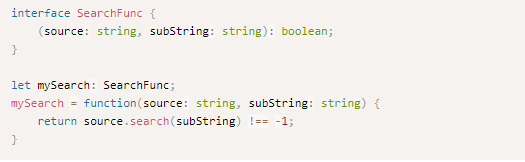 interface SearchFunc {
    (source: string, subString: string): boolean;
}

let mySearch: SearchFunc;
mySearch = function(source: string, subString: string) {
    return source.search(subString) !== -1;
}